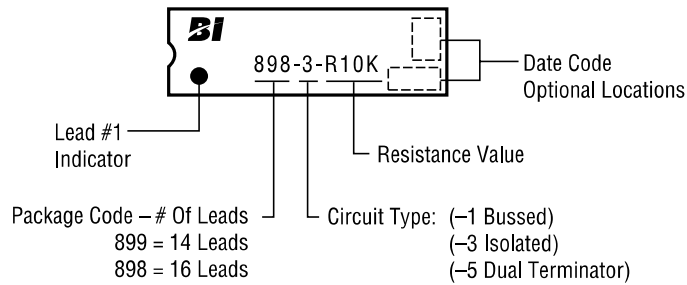 BI
898-3-R10K
Date Code
Optional Locations
Lead #1
Indicator
Resistance Value
Package Code – # Of Leads
899 = 14 Leads
898 = 16 Leads
Circuit Type: (–1 Bussed)
(–3 Isolated)
(–5 Dual Terminator)